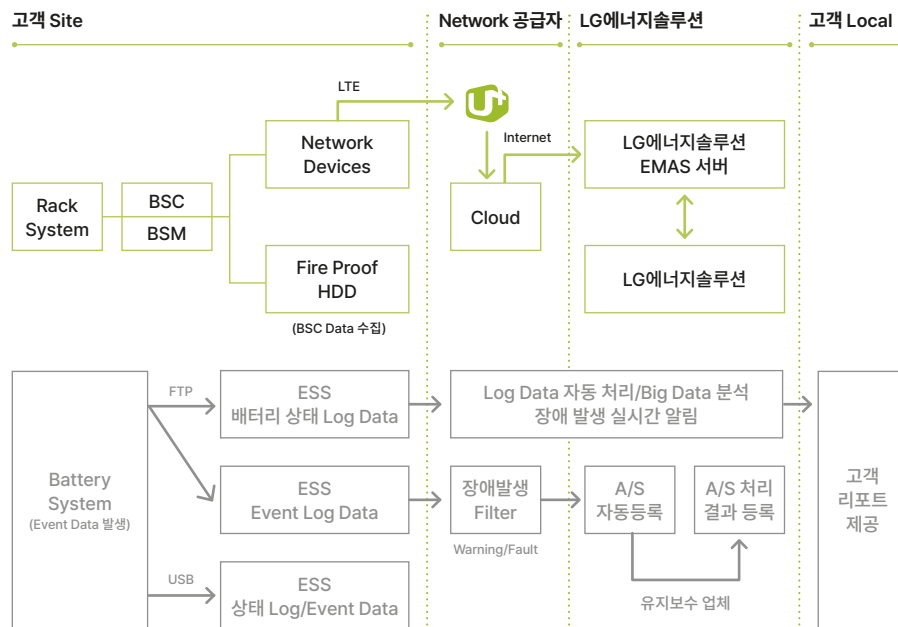 고객 Site
Network 공급자
LG에너지솔루션
고객 Local
LTE
U+
Internet
Network
Devices
LG에너지솔루션
EMAS 서버
Rack
System
BSC
BSM
Cloud
Fire Proof
HDD
LG에너지솔루션
(BSC Data 수집)
FTP
ESS
배터리 상태 Log Data
Log Data 자동 처리/Big Data 분석
장애 발생 실시간 알림
Battery
System
(Event Data 발생)
ESS
Event Log Data
장애발생
Filter
A/S
자동등록
A/S 처리
결과 등록
고객
리포트
제공
Warning/Fault
USB
ESS
상태 Log/Event Data
유지보수 업체